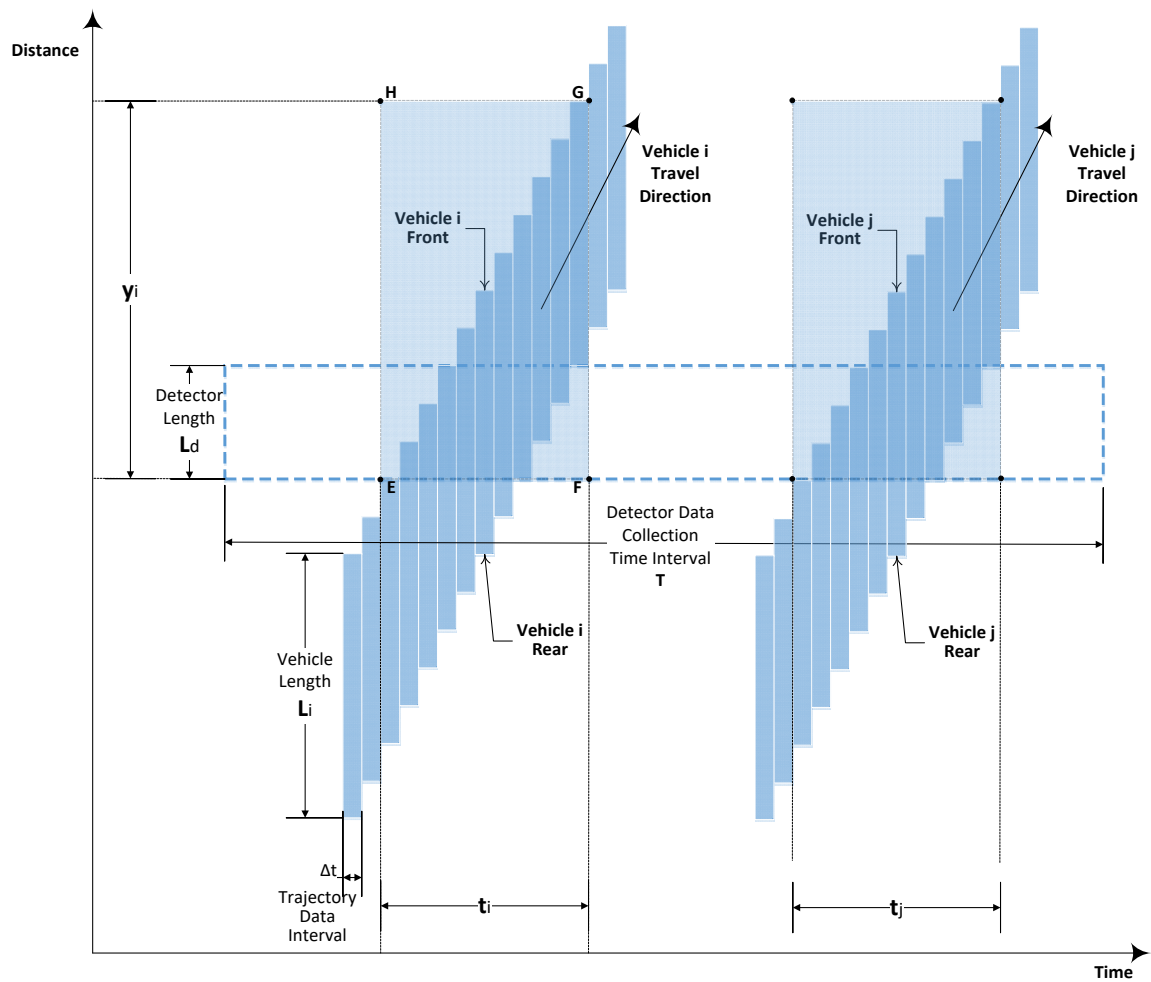 Distance
H
G
Vehicle i
Travel
Direction
Vehicle j
Travel
Direction
Vehicle i
Front
Vehicle j
Front
yi
Detector
Length
Ld
E
F
Detector Data
Collection
Time Interval
T
Vehicle i
Rear
Vehicle j
Rear
Vehicle
Length
Li
Δt
Trajectory
Data
Interval
ti
tj
Time